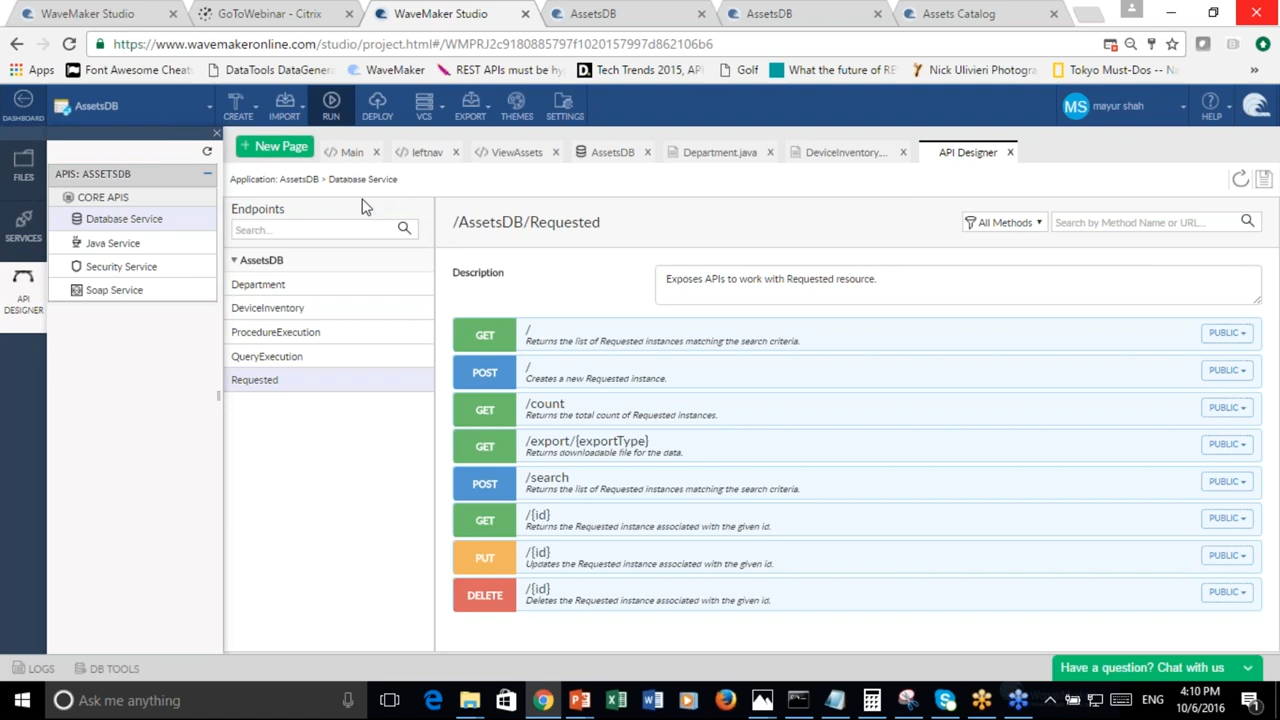 WaveMaker Studio
GoToWebinar - Citrix
WaveMaker Studio
AssetsDB
AssetsDB
Assets Catalog
https://www.wavemakeronline.com/studio/project.html#/WMPRJ2c9180885797f1020157997d862106b6
Apps
Font Awesome Cheats
DataTools DataGenera
WaveMaker
REST APIs must be hy
Tech Trends 2015, API
Golf
What the future of RE
Nick Ulivieri Photogra
Tokyo Must-Dos -- Na
»
DASHBOARD
AssetsDB
CREATE
IMPORT
RUN
DEPLOY
VCS
EXPORT
THEMES
SETTINGS
MS
mayur shah
HELP
FILES
SERVICES
API
DESIGNER
APIS: ASSETSDB
CORE APIS
Database Service
Java Service
Security Service
Soap Service
+ New Page
</> Main
</> leftnav
</> ViewAssets
AssetsDB
Department.java
DeviceInventory,...
API Designer
Application: AssetsDB > Database Service
Endpoints
Search...
AssetsDB
Department
DeviceInventory
ProcedureExecution
QueryExecution
Requested
/AssetsDB/Requested
All Methods
Search by Method Name or URL...
Description
Exposes APIs to work with Requested resource.
GET
/
Returns the list of Requested instances matching the search criteria.
PUBLIC
POST
/
Creates a new Requested instance.
PUBLIC
GET
/count
Returns the total count of Requested instances.
PUBLIC
GET
/export/{exportType}
Returns downloadable file for the data.
PUBLIC
POST
/search
Returns the list of Requested instances matching the search criteria.
PUBLIC
GET
/{id}
Returns the Requested instance associated with the given id.
PUBLIC
PUT
/{id}
Updates the Requested instance associated with the given id.
PUBLIC
DELETE
/{id}
Deletes the Requested instance associated with the given id.
PUBLIC
LOGS
DB TOOLS
Have a question? Chat with us
Ask me anything
ENG
4:10 PM
10/6/2016